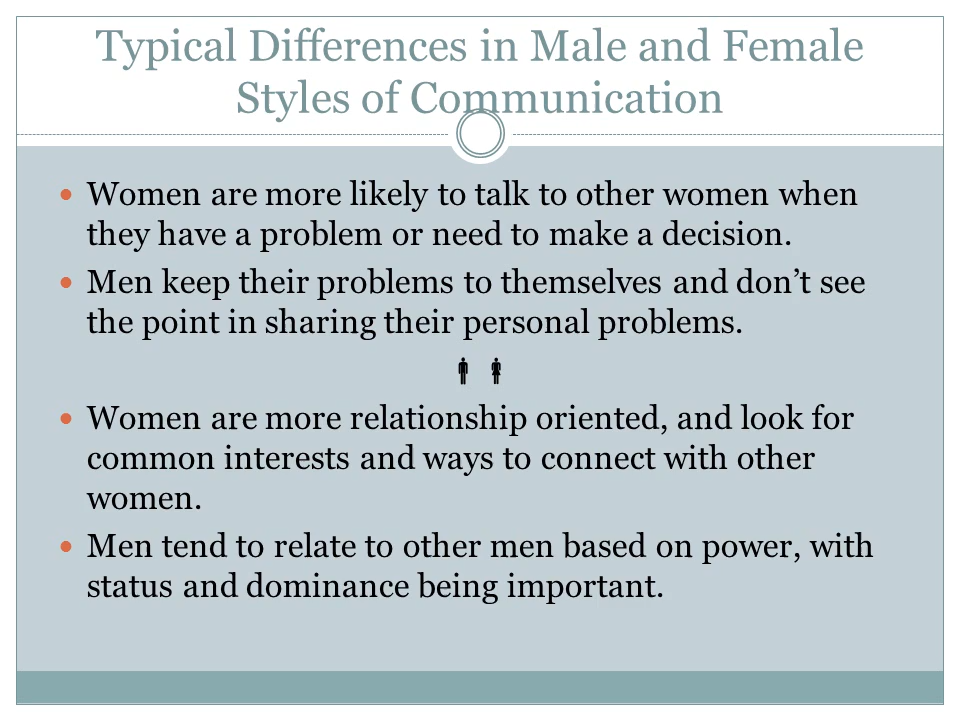 Typical Differences in Male and Female
Styles of Communication
• Women are more likely to talk to other women when
they have a problem or need to make a decision.
• Men keep their problems to themselves and don’t see
the point in sharing their personal problems.
• Women are more relationship oriented, and look for
common interests and ways to connect with other
women.
• Men tend to relate to other men based on power, with
status and dominance being important.